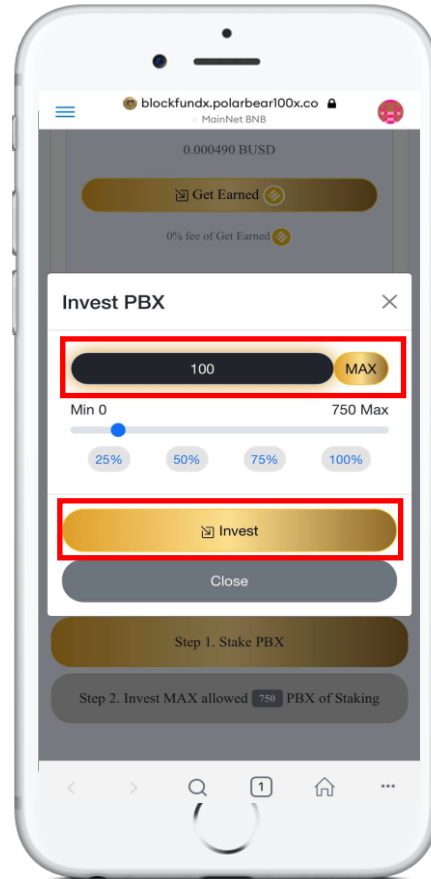 blockfundx.polarbear100x.co
MainNet BNB
0.000490 BUSD
Get Earned
0% fee of Get Earned
Invest PBX
100 MAX
Min 0 750 Max
25% 50% 75% 100%
Invest
Close
Step 1. Stake PBX
Step 2. Invest MAX allowed 750 PBX of Staking
1